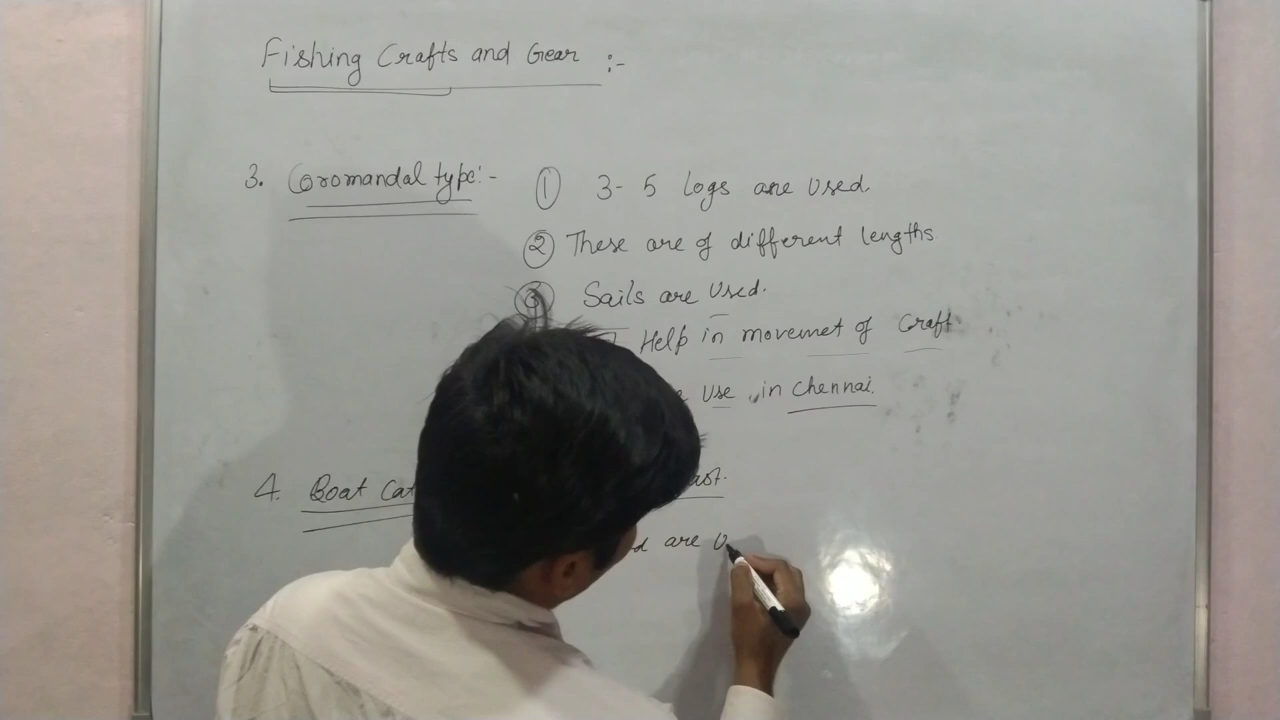 Fishing Crafts and Gear :-
3. Coromandal type:-
① 3-5 logs are used
② These are of different lengths
③ Sails are used.
Help in movemet of Craft
use in Chennai.
4. Boat
are